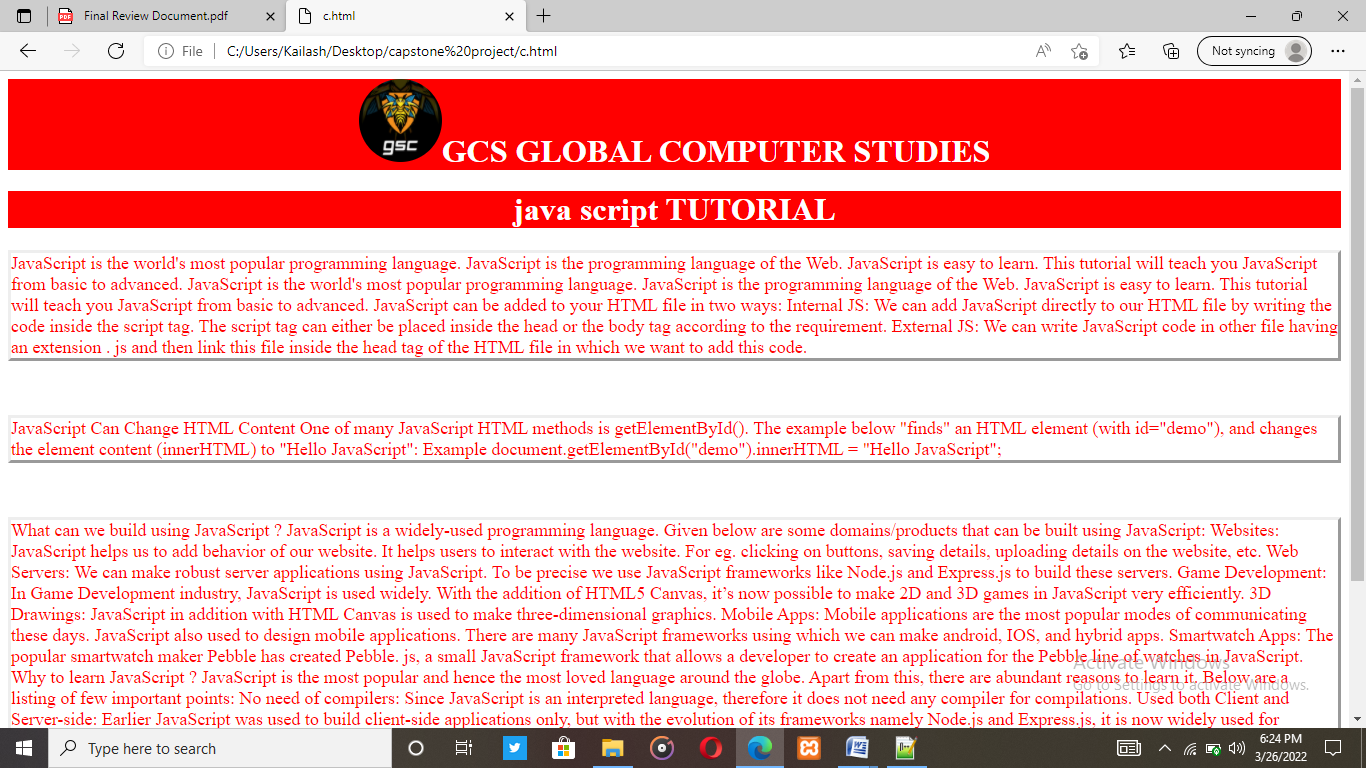 Final Review Document.pdf
c.html
File
C:/Users/Kailash/Desktop/capstone%20project/c.html
Not syncing
gsc
GCS GLOBAL COMPUTER STUDIES
java script TUTORIAL
JavaScript is the world's most popular programming language. JavaScript is the programming language of the Web. JavaScript is easy to learn. This tutorial will teach you JavaScript
from basic to advanced. JavaScript is the world's most popular programming language. JavaScript is the programming language of the Web. JavaScript is easy to learn. This tutorial
will teach you JavaScript from basic to advanced. JavaScript can be added to your HTML file in two ways: Internal JS: We can add JavaScript directly to our HTML file by writing the
code inside the script tag. The script tag can either be placed inside the head or the body tag according to the requirement. External JS: We can write JavaScript code in other file having
an extension . js and then link this file inside the head tag of the HTML file in which we want to add this code.
JavaScript Can Change HTML Content One of many JavaScript HTML methods is getElementById(). The example below "finds" an HTML element (with id="demo"), and changes
the element content (innerHTML) to "Hello JavaScript": Example document.getElementById("demo").innerHTML = "Hello JavaScript";
What can we build using JavaScript ? JavaScript is a widely-used programming language. Given below are some domains/products that can be built using JavaScript: Websites:
JavaScript helps us to add behavior of our website. It helps users to interact with the website. For eg. clicking on buttons, saving details, uploading details on the website, etc. Web
Servers: We can make robust server applications using JavaScript. To be precise we use JavaScript frameworks like Node.js and Express.js to build these servers. Game Development:
In Game Development industry, JavaScript is used widely. With the addition of HTML5 Canvas, it’s now possible to make 2D and 3D games in JavaScript very efficiently. 3D
Drawings: JavaScript in addition with HTML Canvas is used to make three-dimensional graphics. Mobile Apps: Mobile applications are the most popular modes of communicating
these days. JavaScript also used to design mobile applications. There are many JavaScript frameworks using which we can make android, IOS, and hybrid apps. Smartwatch Apps: The
popular smartwatch maker Pebble has created Pebble. js, a small JavaScript framework that allows a developer to create an application for the Pebble line of watches in JavaScript.
Why to learn JavaScript ? JavaScript is the most popular and hence the most loved language around the globe. Apart from this, there are abundant reasons to learn it. Below are a
listing of few important points: No need of compilers: Since JavaScript is an interpreted language, therefore it does not need any compiler for compilations. Used both Client and
Server-side: Earlier JavaScript was used to build client-side applications only, but with the evolution of its frameworks namely Node.js and Express.js, it is now widely used for
Activate Windows
Go to Settings to activate Windows.
Type here to search
6:24 PM
3/26/2022